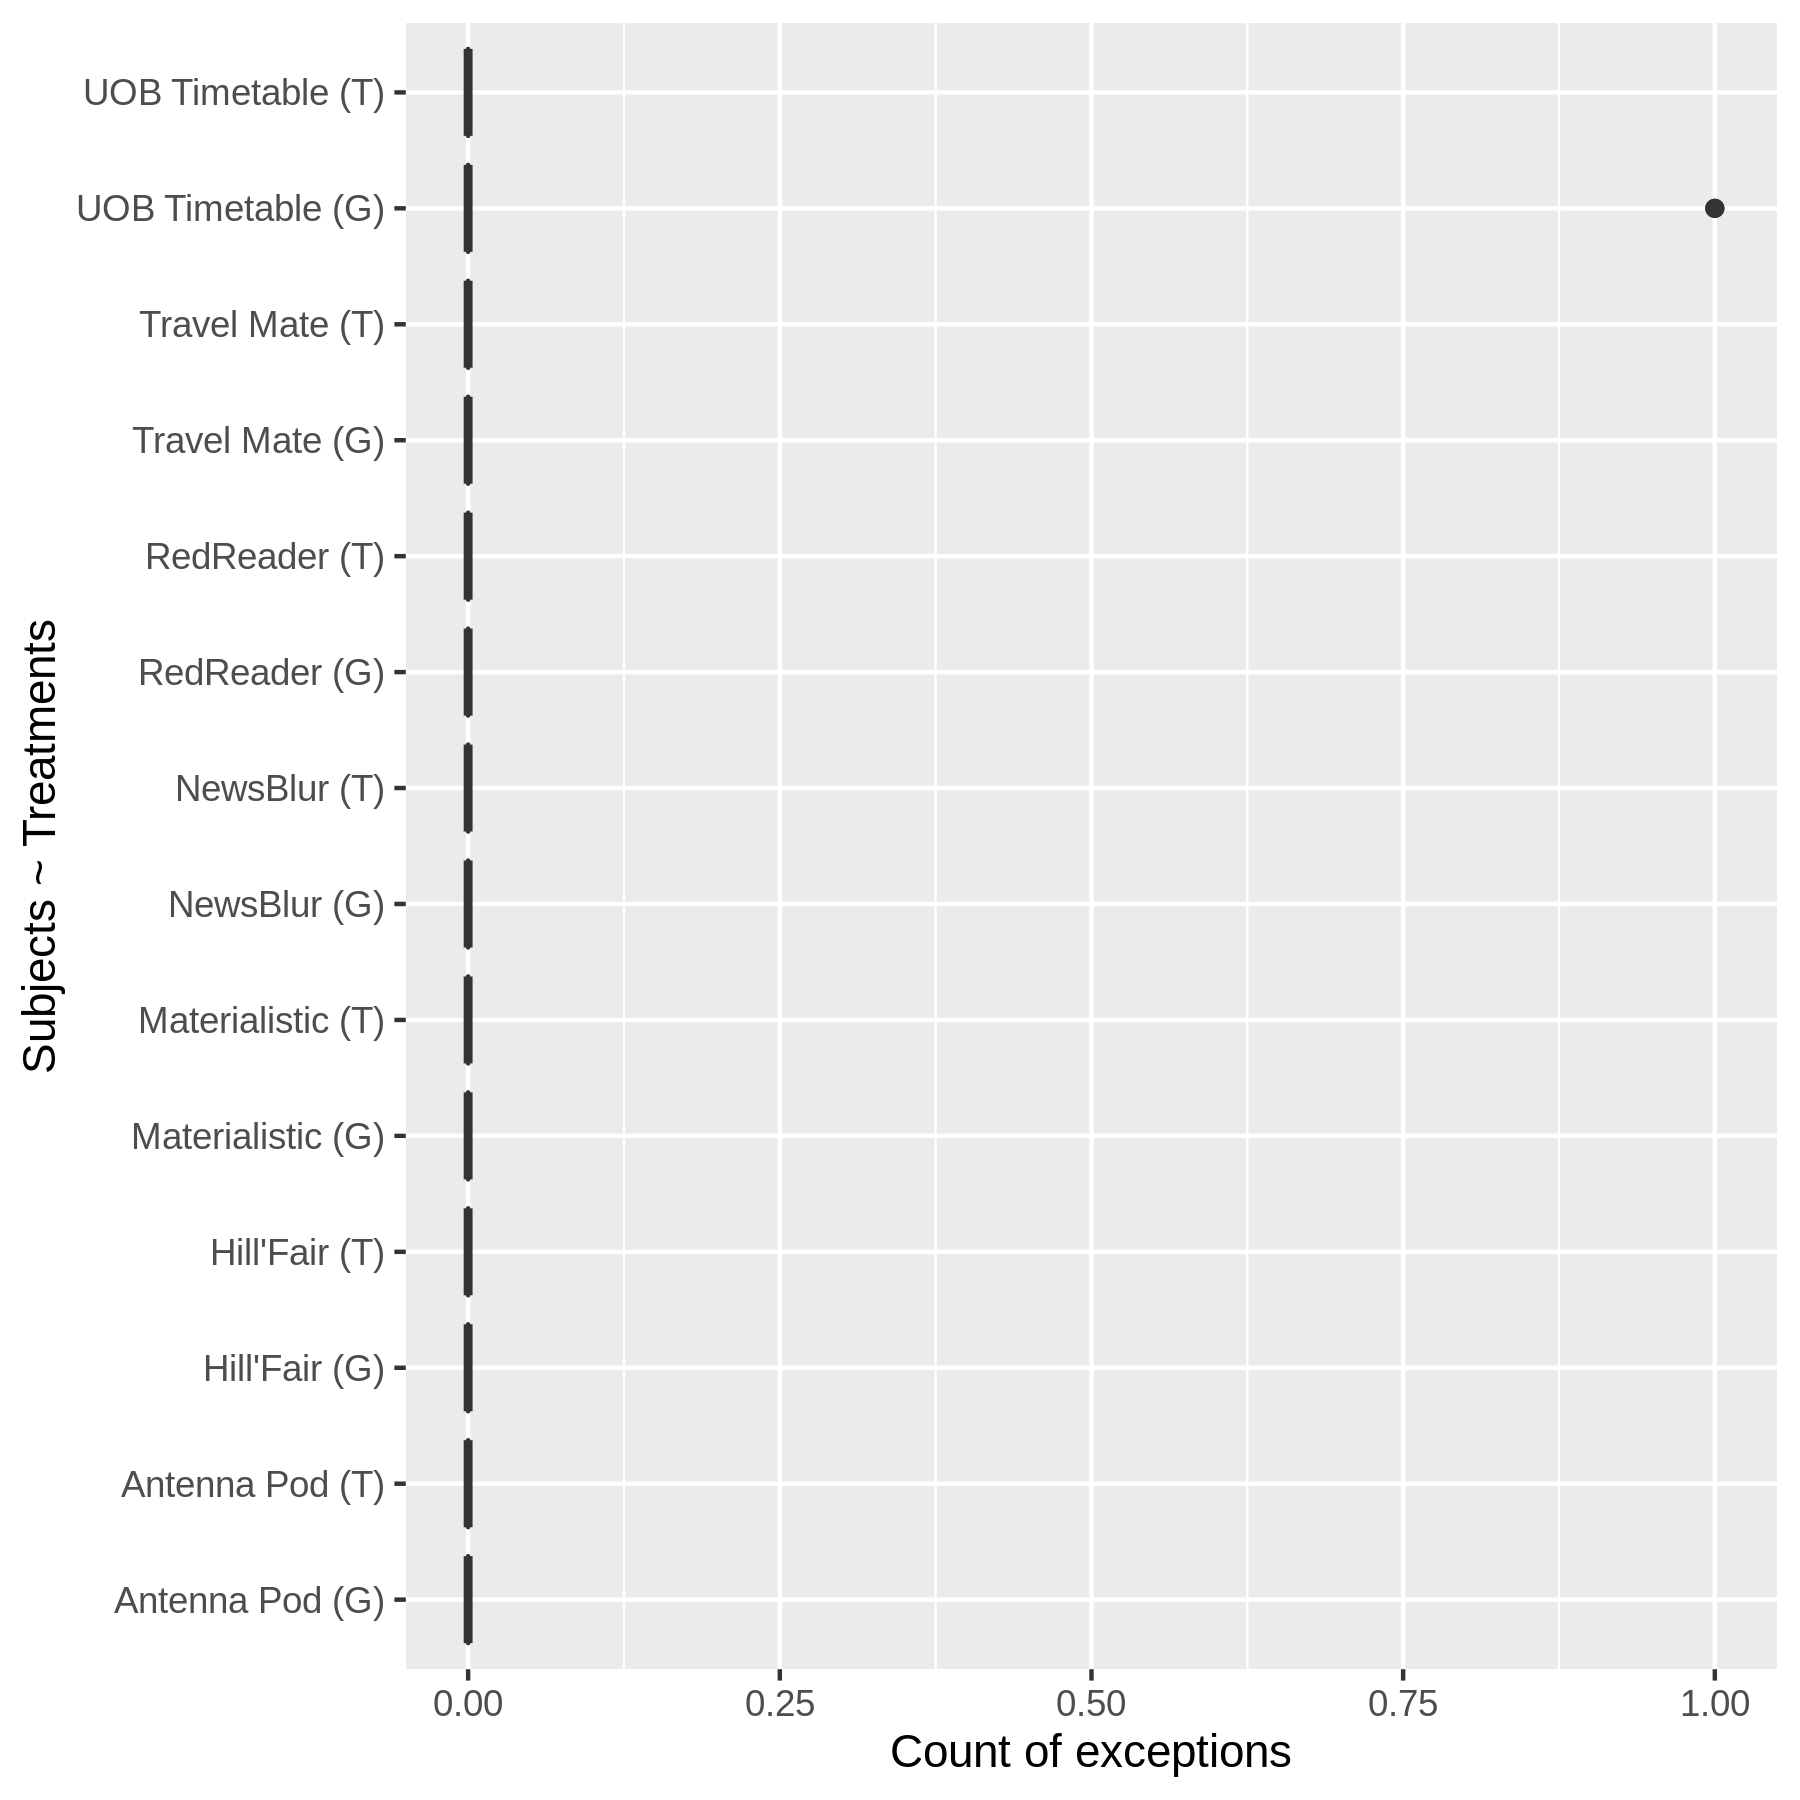 Subjects ~ Treatments
UOB Timetable (T)
UOB Timetable (G)
Travel Mate (T)
Travel Mate (G)
RedReader (T)
RedReader (G)
NewsBlur (T)
NewsBlur (G)
Materialistic (T)
Materialistic (G)
Hill'Fair (T)
Hill'Fair (G)
Antenna Pod (T)
Antenna Pod (G)
0.00 0.25 0.50 0.75 1.00
Count of exceptions